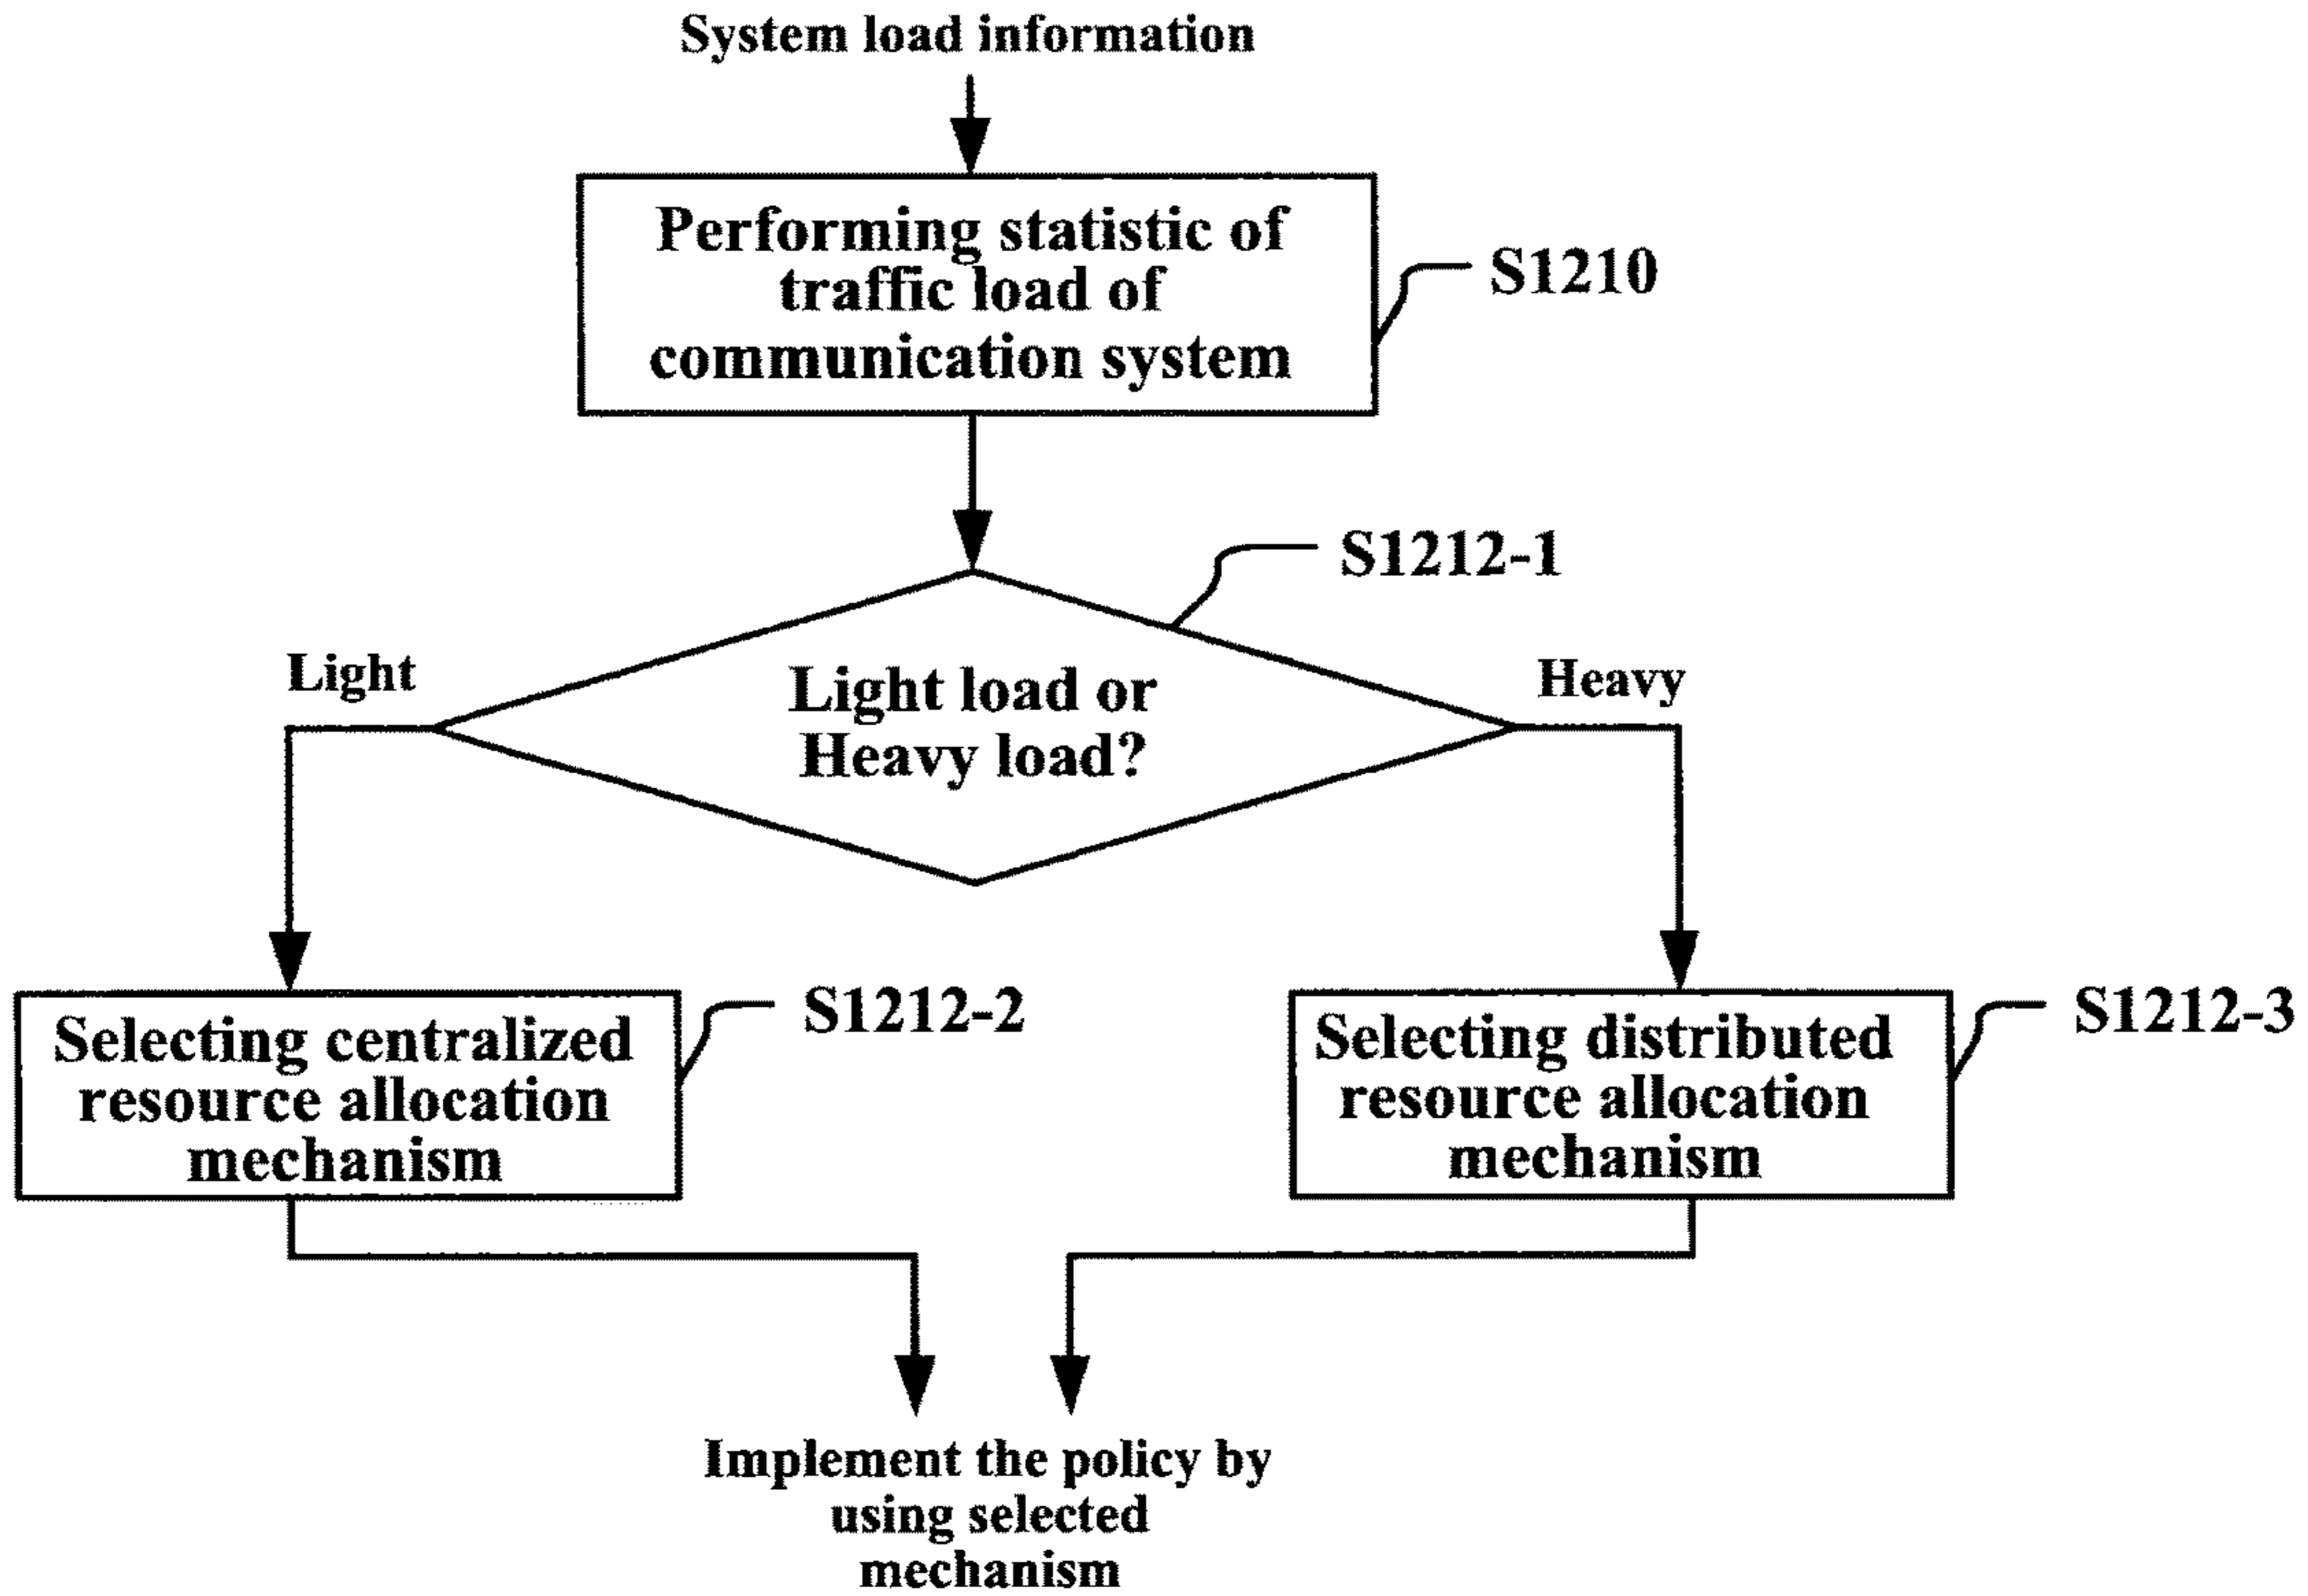 System load information
Performing statistic of
traffic load of
communication system
S1210
S1212-1
Light
Light load or
Heavy load?
Heavy
Selecting centralized
resource allocation
mechanism
S1212-2
Selecting distributed
resource allocation
mechanism
S1212-3
Implement the policy by
using selected
mechanism